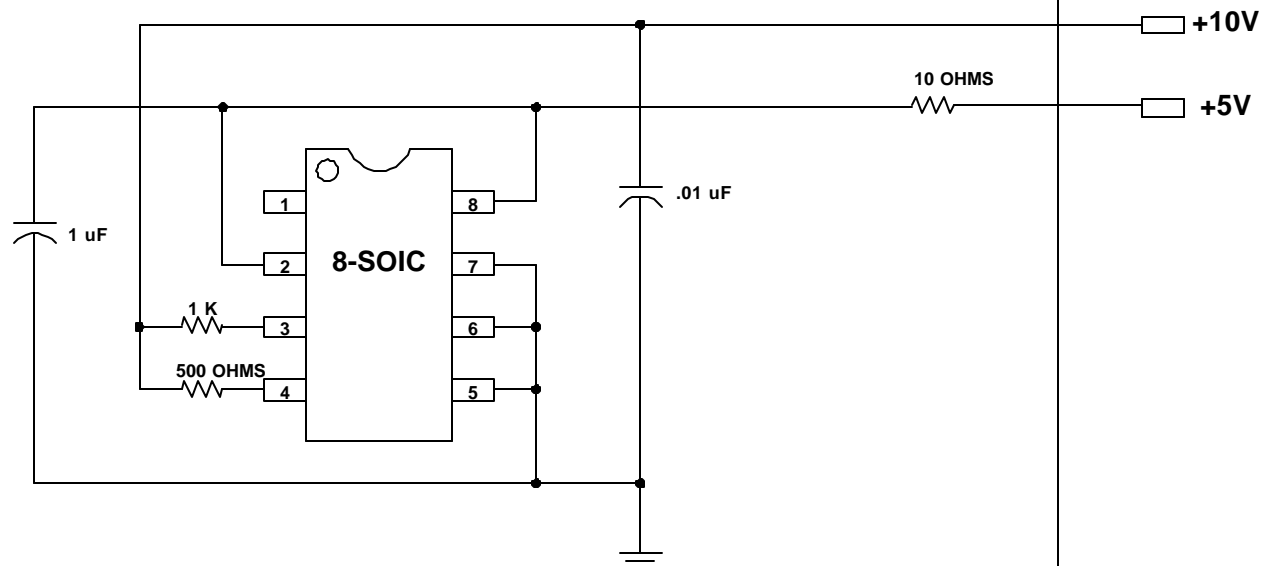 +10V
10 OHMS
+5V
1
8
.01 uF
1 uF
2
8-SOIC
7
1 K
3
6
500 OHMS
4
5